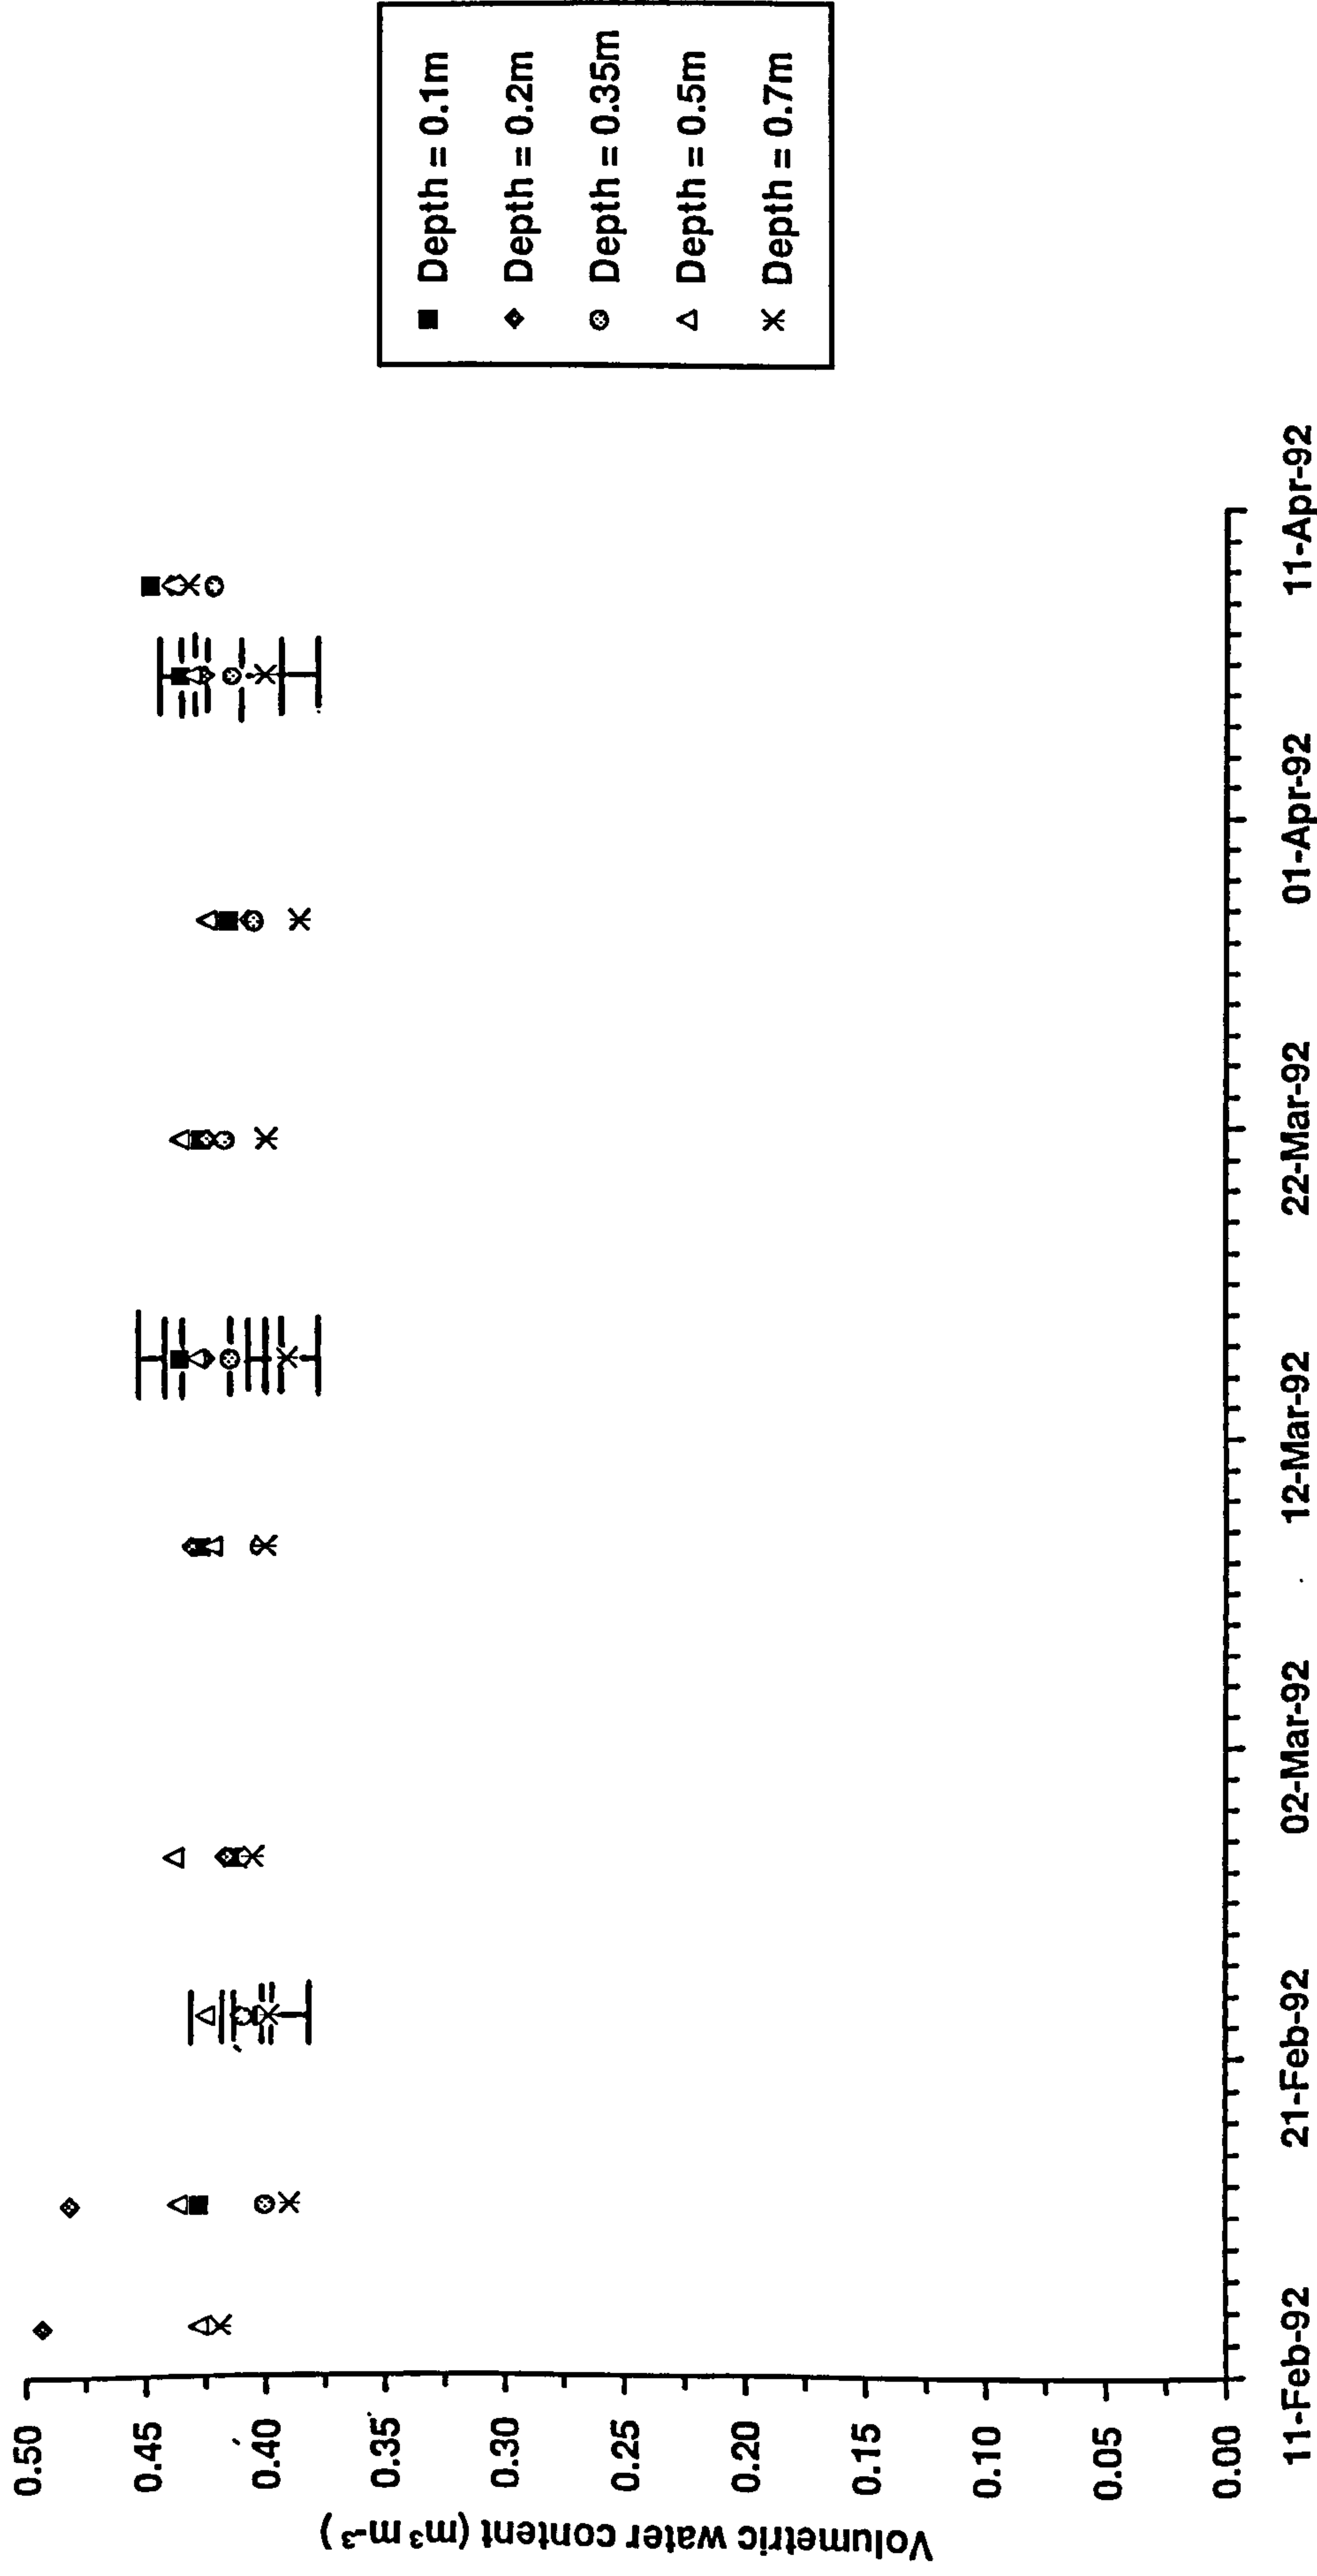 Volumetric water content (m³ m⁻³)
0.50
0.45
0.40
0.35
0.30
0.25
0.20
0.15
0.10
0.05
0.00
11-Feb-92
21-Feb-92
02-Mar-92
12-Mar-92
22-Mar-92
01-Apr-92
11-Apr-92
Depth = 0.1m
Depth = 0.2m
Depth = 0.35m
Depth = 0.5m
Depth = 0.7m